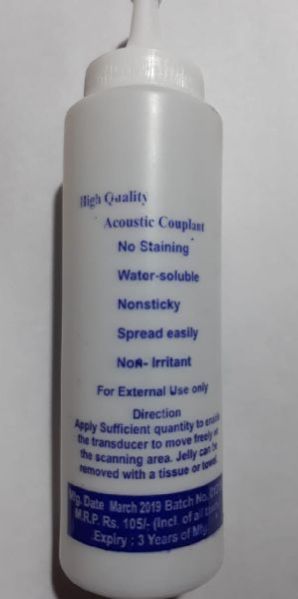 High Quality
Acoustic Couplant
No Staining
Water-soluble
Nonsticky
Spread easily
Non- Irritant
For External Use only
Direction
Apply Sufficient quantity to enable
the transducer to move freely on
the scanning area. Jelly can be
removed with a tissue or towel.
Mfg. Date March 2019 Batch No.
M.R.P. Rs. 105/- (Incl. of all
Expiry : 3 Years of Mfg.